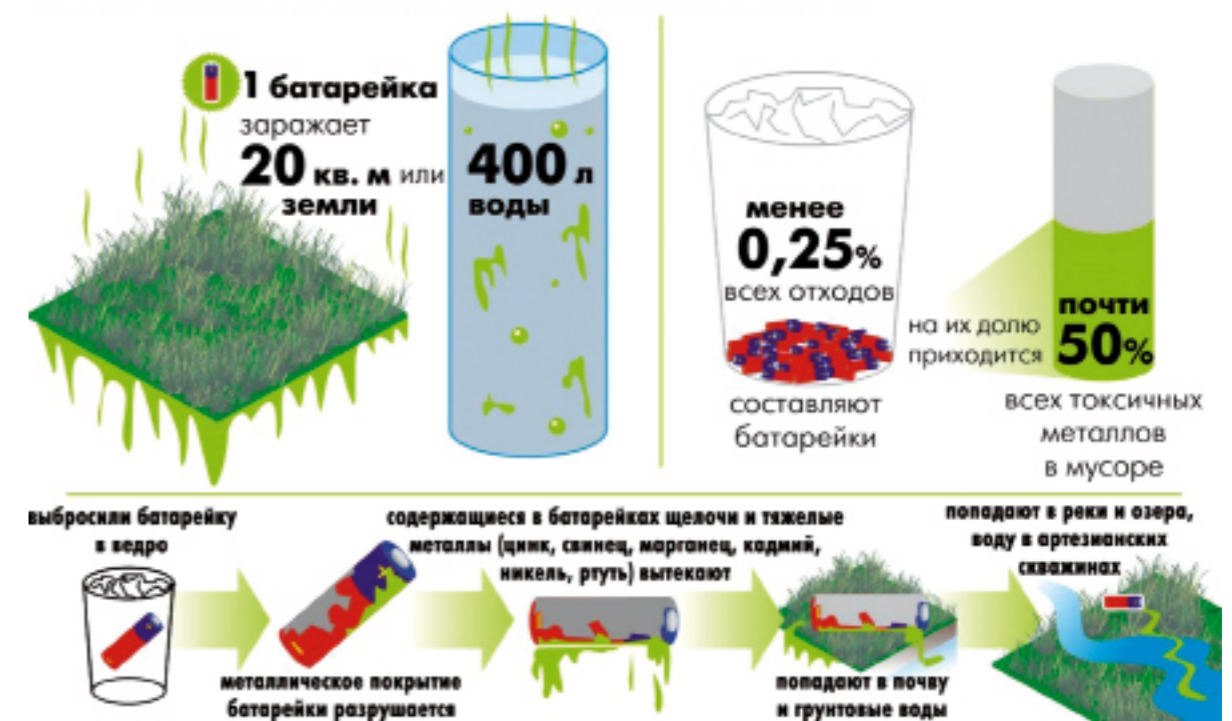 1 батарейка
заражает
20 кв. м или
земли
400 л
воды
менее
0,25%
всех отходов
составляют
батарейки
на их долю
приходится
почти
50%
всех токсичных
металлов
в мусоре
выбросили батарейку
в ведро
металлическое покрытие
батарейки разрушается
содержащиеся в батарейках щелочи и тяжелые
металлы (цинк, свинец, марганец, кадмий,
никель, ртуть) вытекают
попадают в почву
и грунтовые воды
попадают в реки и озера,
воду в артезианских
скважинах